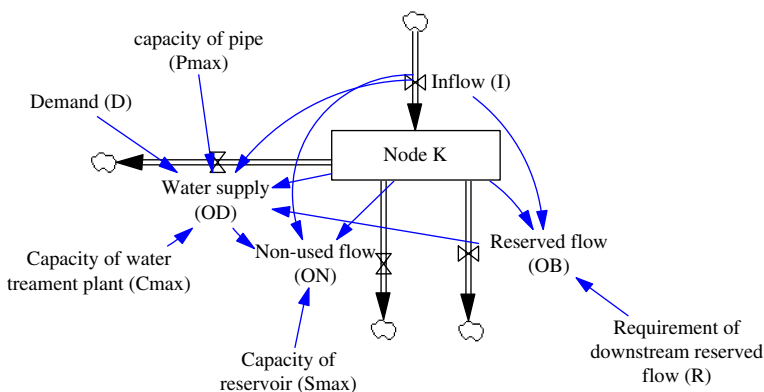 capacity of pipe
(Pmax)
Inflow (I)
Demand (D)
Node K
Water supply
(OD)
Non-used flow
(ON)
Reserved flow
(OB)
Capacity of water
treament plant (Cmax)
Requirement of
downstream reserved
flow (R)
Capacity of
reservoir (Smax)